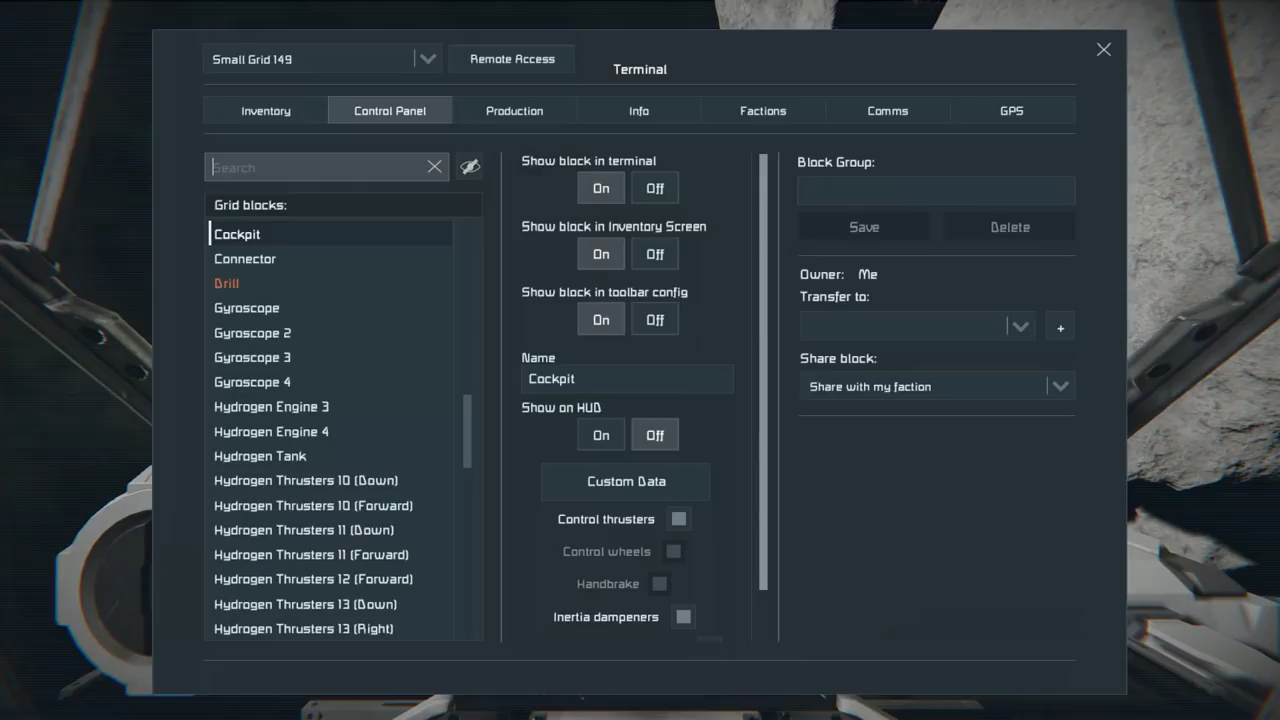 Small Grid 149
Remote Access
Terminal
Inventory
Control Panel
Production
Info
Factions
Comms
GPS
Search
Grid blocks:
Cockpit
Connector
Drill
Gyroscope
Gyroscope 2
Gyroscope 3
Gyroscope 4
Hydrogen Engine 3
Hydrogen Engine 4
Hydrogen Tank
Hydrogen Thrusters 10 (Down)
Hydrogen Thrusters 10 (Forward)
Hydrogen Thrusters 11 (Down)
Hydrogen Thrusters 11 (Forward)
Hydrogen Thrusters 12 (Forward)
Hydrogen Thrusters 13 (Down)
Hydrogen Thrusters 13 (Right)
Show block in terminal
On Off
Show block in Inventory Screen
On Off
Show block in toolbar config
On Off
Name
Cockpit
Show on HUD
On Off
Custom Data
Control thrusters
Control wheels
Handbrake
Inertia dampeners
Block Group:
Save Delete
Owner: Me
Transfer to:
+
Share block:
Share with my faction